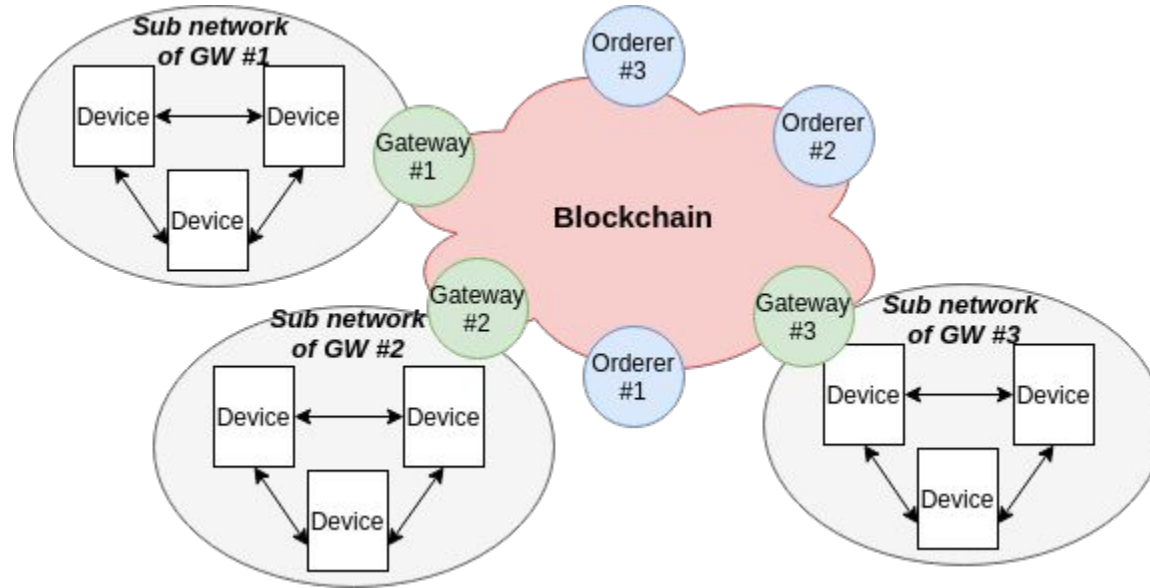 Sub network
of GW #1
Device
Device
Device
Gateway
#1
Orderer
#3
Orderer
#2
Blockchain
Gateway
#2
Gateway
#3
Orderer
#1
Sub network
of GW #2
Device
Device
Device
Sub network
of GW #3
Device
Device
Device